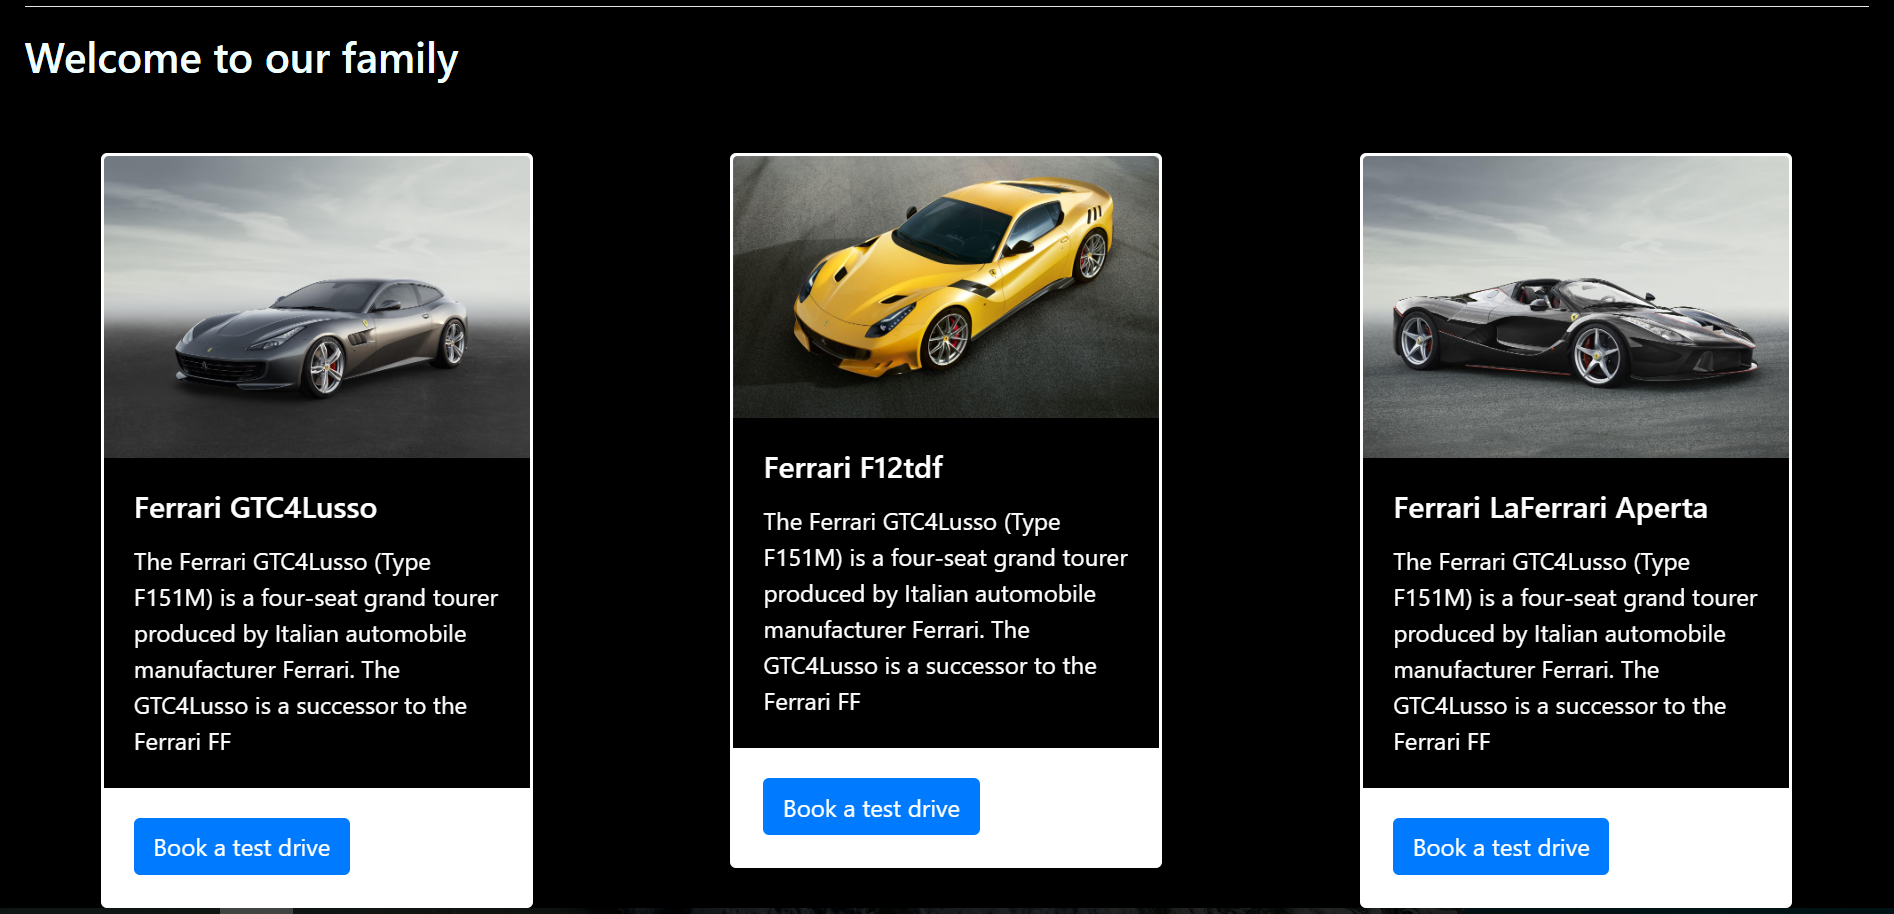 Welcome to our family
Ferrari GTC4Lusso
The Ferrari GTC4Lusso (Type
F151M) is a four-seat grand tourer
produced by Italian automobile
manufacturer Ferrari. The
GTC4Lusso is a successor to the
Ferrari FF
Book a test drive
Ferrari F12tdf
The Ferrari GTC4Lusso (Type
F151M) is a four-seat grand tourer
produced by Italian automobile
manufacturer Ferrari. The
GTC4Lusso is a successor to the
Ferrari FF
Book a test drive
Ferrari LaFerrari Aperta
The Ferrari GTC4Lusso (Type
F151M) is a four-seat grand tourer
produced by Italian automobile
manufacturer Ferrari. The
GTC4Lusso is a successor to the
Ferrari FF
Book a test drive